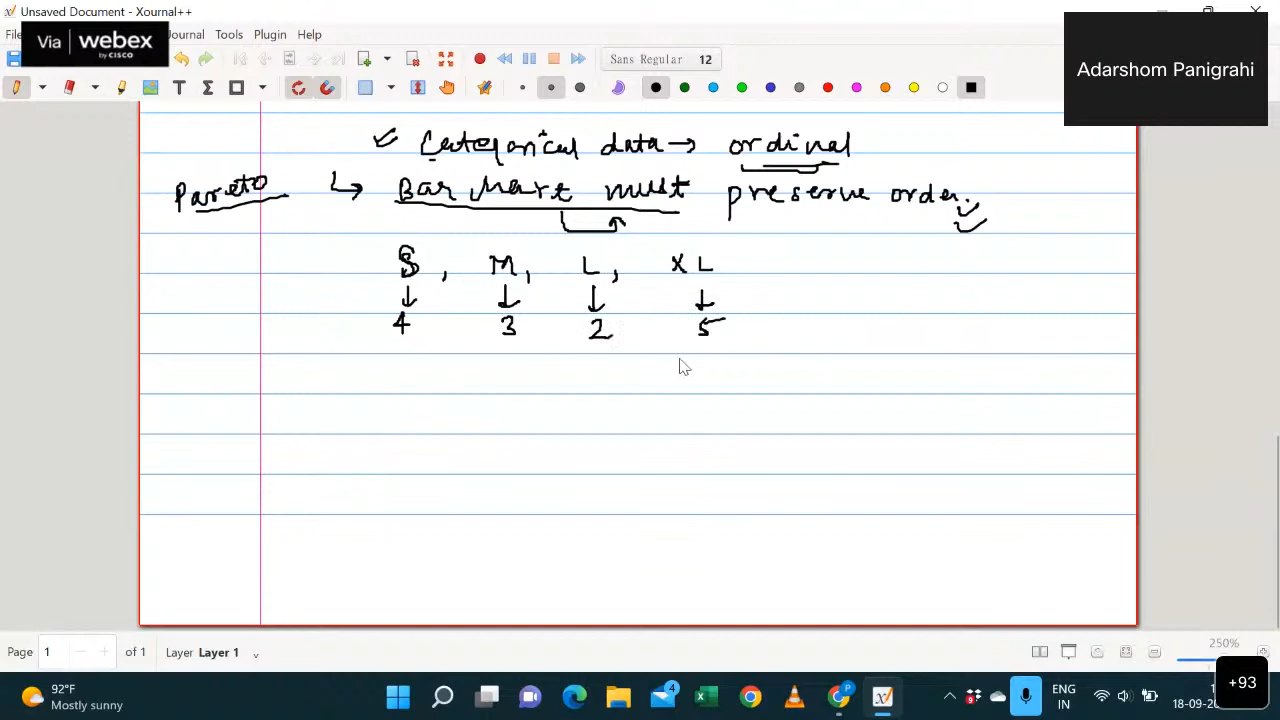 Unsaved Document - Xournal++
Via webex by CISCO
Journal Tools Plugin Help
Adarshom Panigrahi
Sans Regular 12
Categorical data → ordinal
Pareto ↳ Bar chart must preserve order.
S, M, L, XL
↓ ↓ ↓ ↓
4 3 2 5
Page 1 of 1 Layer Layer 1
250%
92°F
Mostly sunny
4
ENG
IN
18-09-20
+93